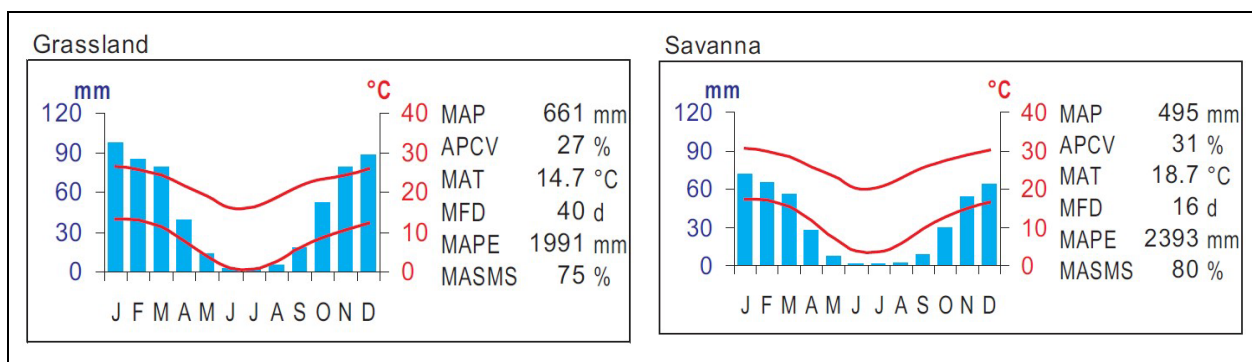 Grassland
mm °C
120 40 MAP 661 mm
90 30 APCV 27 %
MAT 14.7 °C
60 20 MFD 40 d
30 10 MAPE 1991 mm
0 0 MASMS 75 %
J F M A M J J A S O N D
Savanna
mm °C
120 40 MAP 495 mm
90 30 APCV 31 %
MAT 18.7 °C
60 20 MFD 16 d
30 10 MAPE 2393 mm
0 0 MASMS 80 %
J F M A M J J A S O N D